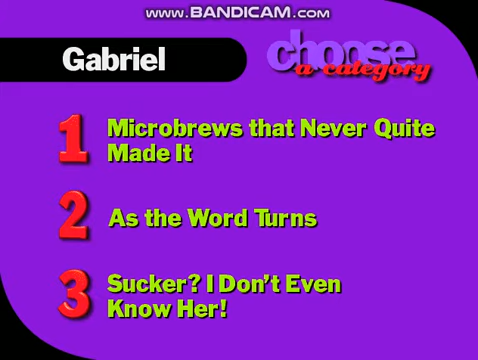 www.BANDICAM.com
Gabriel
choose
a category
1 Microbrews that Never Quite
Made It
2 As the Word Turns
3 Sucker? I Don't Even
Know Her!